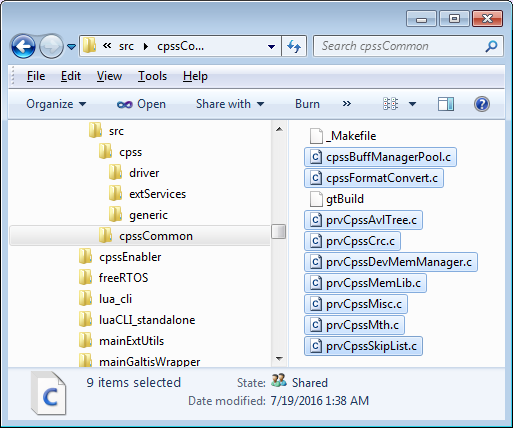 « src › cpssCo...
Search cpssCommon
File Edit View Tools Help
Organize Open Share with Burn »
src
cpss
driver
extServices
generic
cpssCommon
cpssEnabler
freeRTOS
lua_cli
luaCLI_standalone
mainExtUtils
mainGaltisWrapper
_Makefile
cpssBuffManagerPool.c
cpssFormatConvert.c
gtBuild
prvCpssAvlTree.c
prvCpssCrc.c
prvCpssDevMemManager.c
prvCpssMemLib.c
prvCpssMisc.c
prvCpssMth.c
prvCpssSkipList.c
9 items selected
State: Shared
Date modified: 7/19/2016 1:38 AM